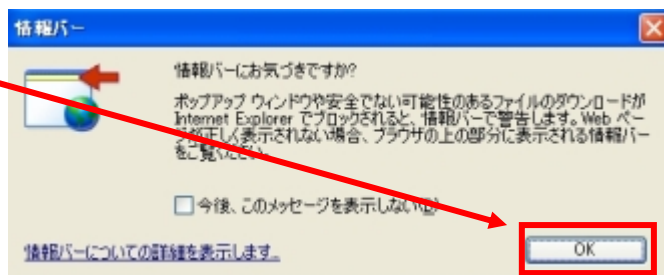 情報バー
情報バーにお気づきですか?
ポップアップ ウィンドウや安全でない可能性のあるファイルのダウンロードが
Internet Explorer でブロックされると、情報バーで警告します。Web ペー
ジが正しく表示されない場合、ブラウザの上の部分に表示される情報バー
をご覧ください。
今後、このメッセージを表示しない(D)
情報バーについての詳細を表示します。
OK